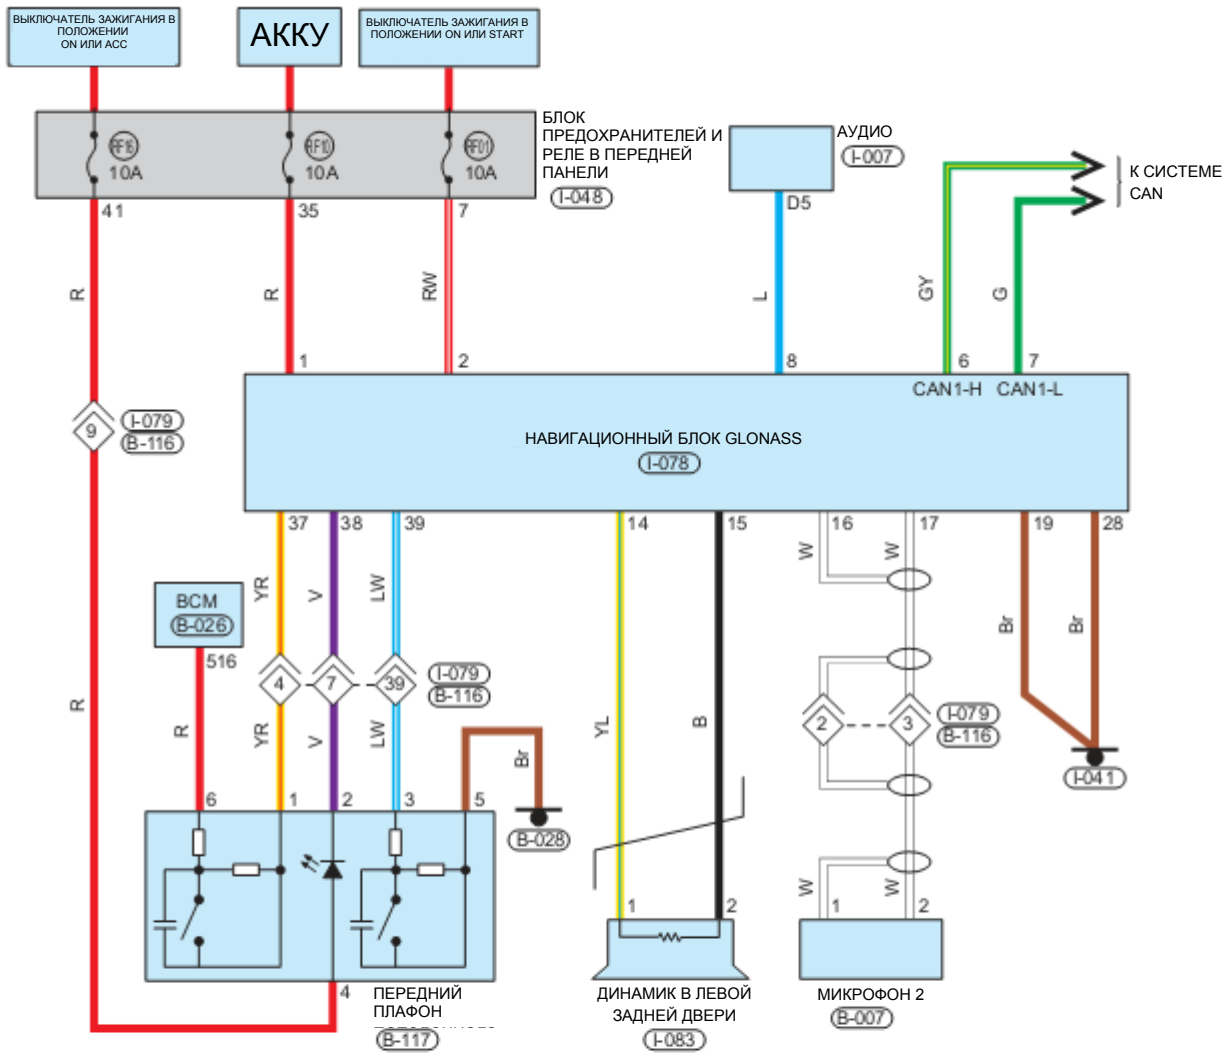 ВЫКЛЮЧАТЕЛЬ ЗАЖИГАНИЯ В
ПОЛОЖЕНИИ
ON ИЛИ ACC
АККУ
ВЫКЛЮЧАТЕЛЬ ЗАЖИГАНИЯ В
ПОЛОЖЕНИИ ON ИЛИ START
RF16
10A
RF10
10A
RF01
10A
БЛОК
ПРЕДОХРАНИТЕЛЕЙ И
РЕЛЕ В ПЕРЕДНЕЙ
ПАНЕЛИ
I-048
АУДИО
I-007
К СИСТЕМЕ
CAN
41
35
7
D5
R
R
RW
L
GY
G
1
2
8
6
7
CAN1-H
CAN1-L
9
I-079
B-116
НАВИГАЦИОННЫЙ БЛОК GLONASS
I-078
37
38
39
14
15
16
17
19
28
YR
V
LW
W
W
BCM
B-026
516
Br
Br
4
7
39
I-079
B-116
R
R
YR
V
LW
Br
YL
B
2
3
I-079
B-116
I-041
6
1
2
3
5
B-028
W
W
1
2
1
2
4
ПЕРЕДНИЙ
ПЛАФОН
B-117
ДИНАМИК В ЛЕВОЙ
ЗАДНЕЙ ДВЕРИ
I-083
МИКРОФОН 2
B-007